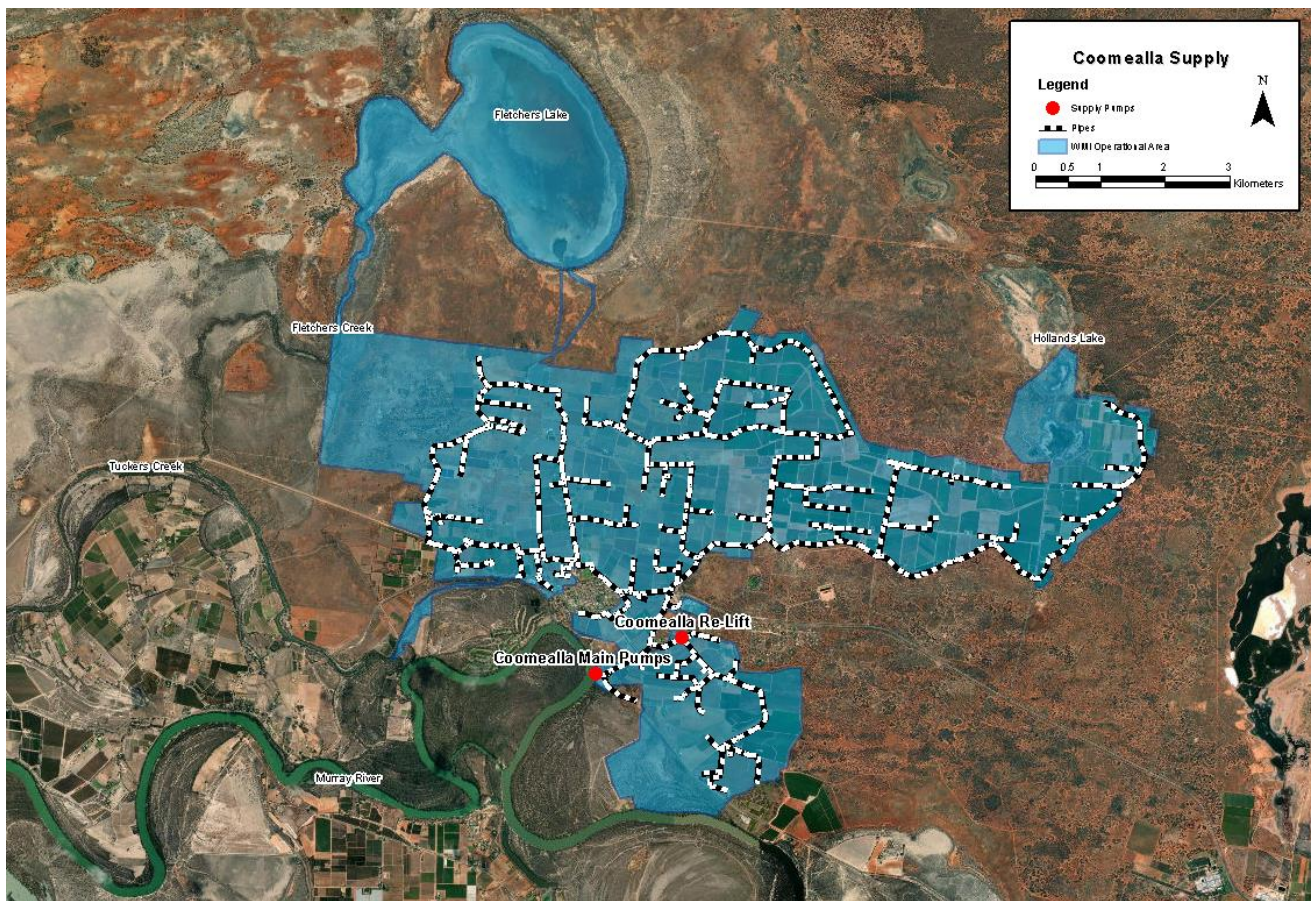 Coomealla Supply
Legend
N
Supply Pumps
Pipes
WMI Operational Area
0 0.5 1 2 3
Kilometers
Fletchers Lake
Fletchers Creek
Hollands Lake
Tuckers Creek
Coomealla Re-Lift
Coomealla Main Pumps
Murray River